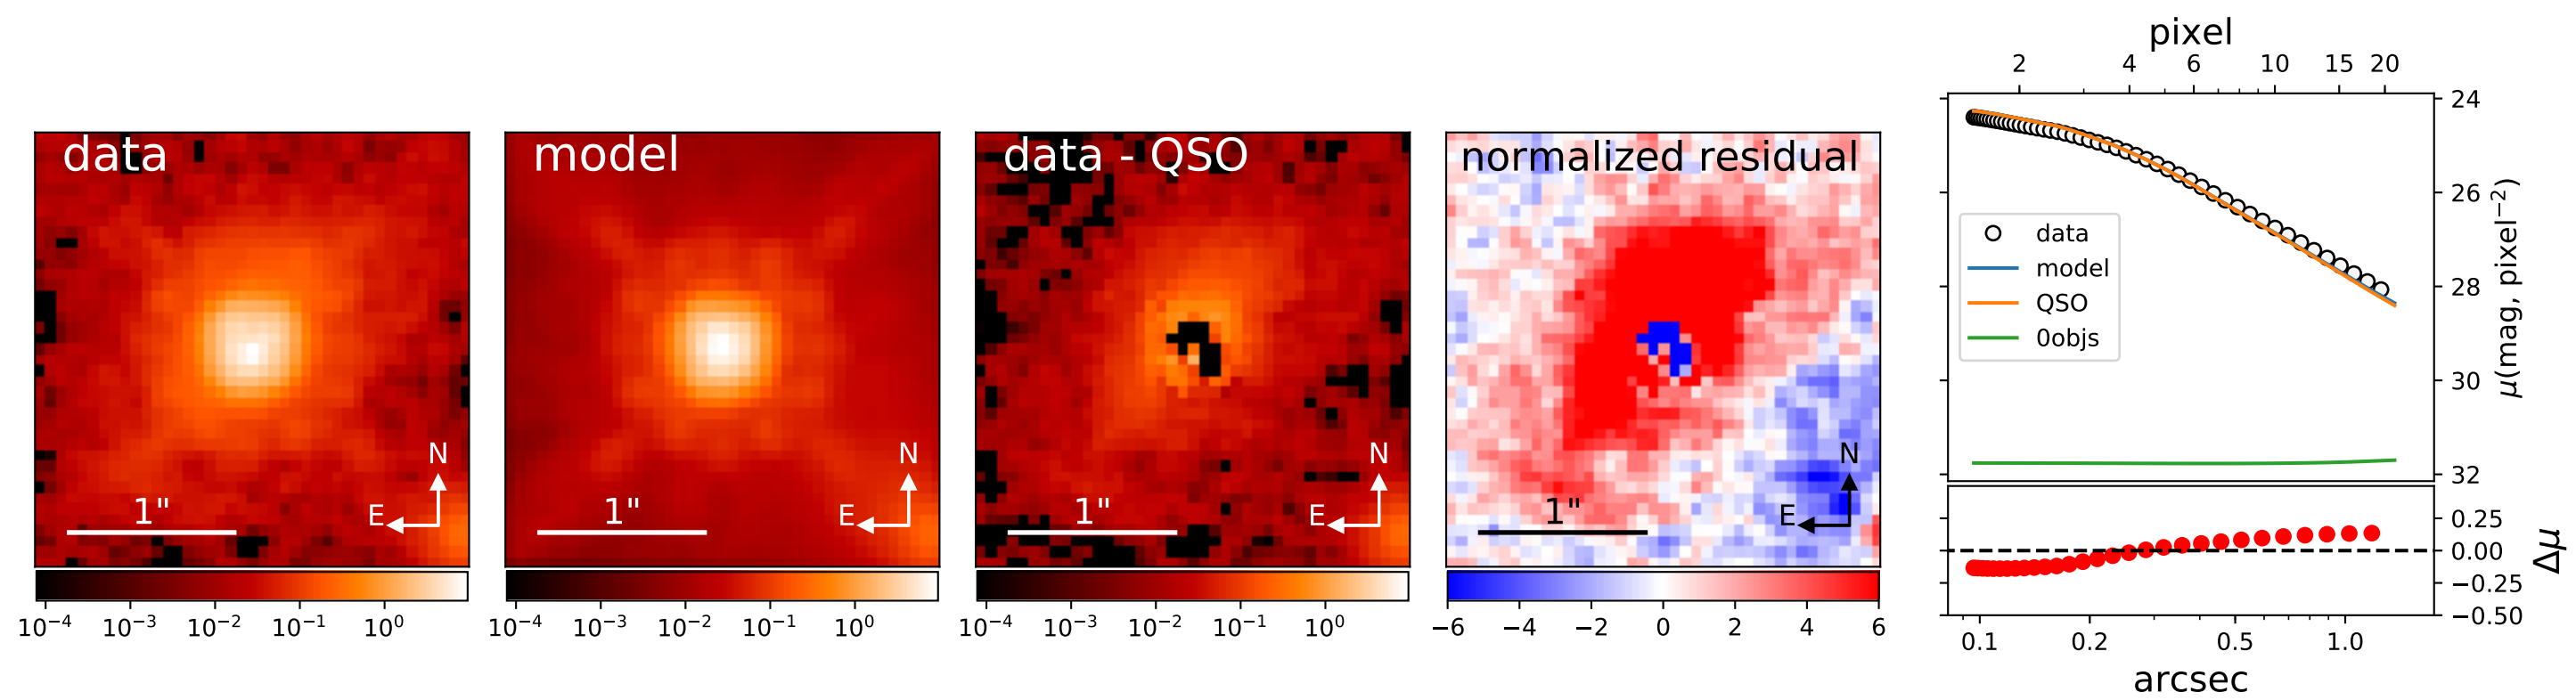 data
N
E
1"
10⁻⁴ 10⁻³ 10⁻² 10⁻¹ 10⁰
model
N
E
1"
10⁻⁴ 10⁻³ 10⁻² 10⁻¹ 10⁰
data - QSO
N
E
1"
10⁻⁴ 10⁻³ 10⁻² 10⁻¹ 10⁰
normalized residual
N
E
1"
−6 −4 −2 0 2 4 6
pixel
2 4 6 10 15 20
24
26
28
30
32
μ(mag, pixel⁻²)
data
model
QSO
0objs
0.25
0.00
−0.25
−0.50
Δμ
0.1 0.2 0.5 1.0
arcsec